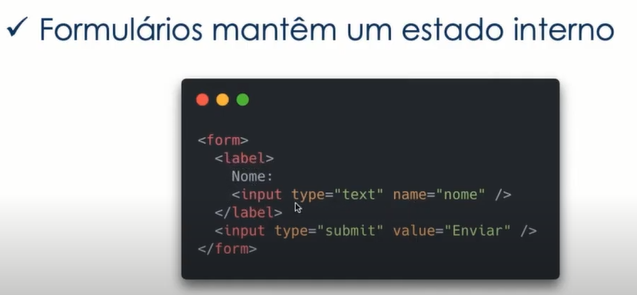 ✓ Formulários mantêm um estado interno
<form>
<label>
Nome:
<input type="text" name="nome" />
</label>
<input type="submit" value="Enviar" />
</form>